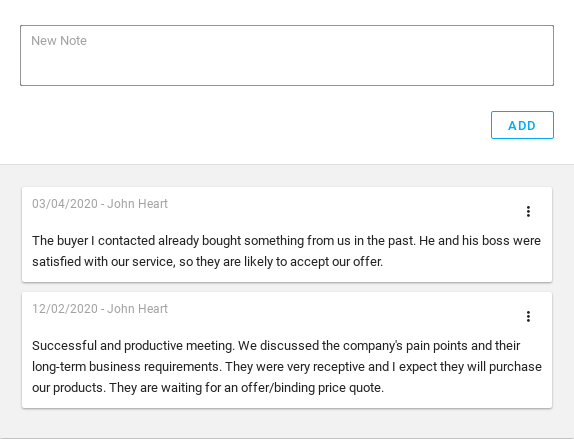 New Note
ADD
03/04/2020 - John Heart
The buyer I contacted already bought something from us in the past. He and his boss were
satisfied with our service, so they are likely to accept our offer.
12/02/2020 - John Heart
Successful and productive meeting. We discussed the company's pain points and their
long-term business requirements. They were very receptive and I expect they will purchase
our products. They are waiting for an offer/binding price quote.